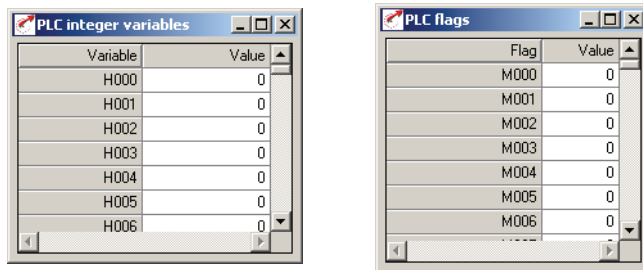 PLC integer variables
Variable Value
H000 0
H001 0
H002 0
H003 0
H004 0
H005 0
H006 0
PLC flags
Flag Value
M000 0
M001 0
M002 0
M003 0
M004 0
M005 0
M006 0